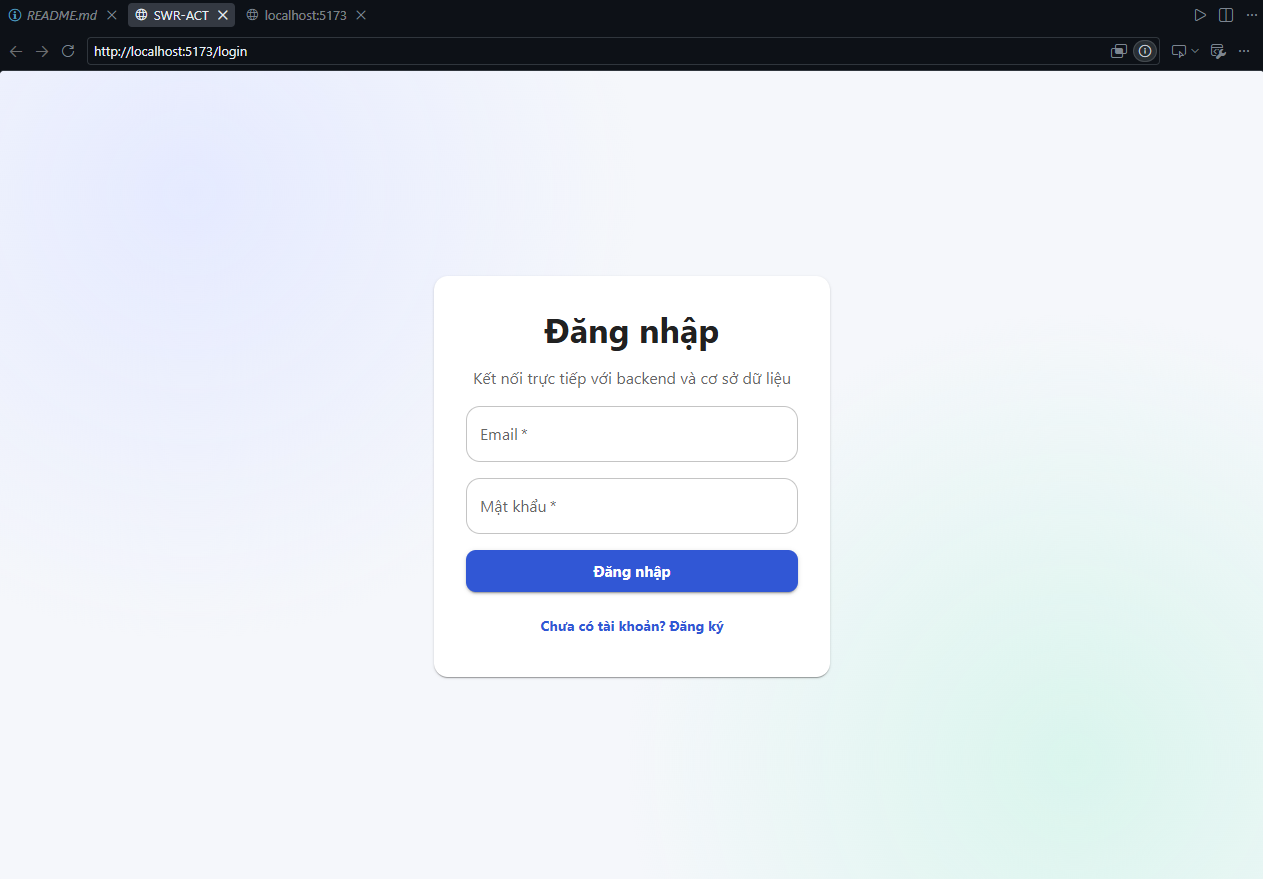 README.md
SWR-ACT
localhost:5173
http://localhost:5173/login
Đăng nhập
Kết nối trực tiếp với backend và cơ sở dữ liệu
Email *
Mật khẩu *
Đăng nhập
Chưa có tài khoản? Đăng ký